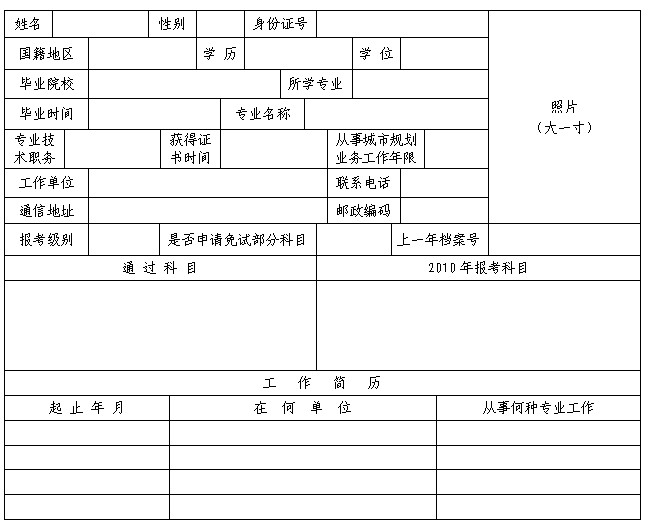 姓名 性别 身份证号
国籍地区 学 历 学 位
毕业院校 所学专业
照片
（大一寸）
毕业时间 专业名称
专业技
术职务
获得证
书时间
从事城市规划
业务工作年限
工作单位 联系电话
通信地址 邮政编码
报考级别 是否申请免试部分科目 上一年档案号
通 过 科 目 2010 年报考科目
工 作 简 历
起 止 年 月 在 何 单 位 从事何种专业工作